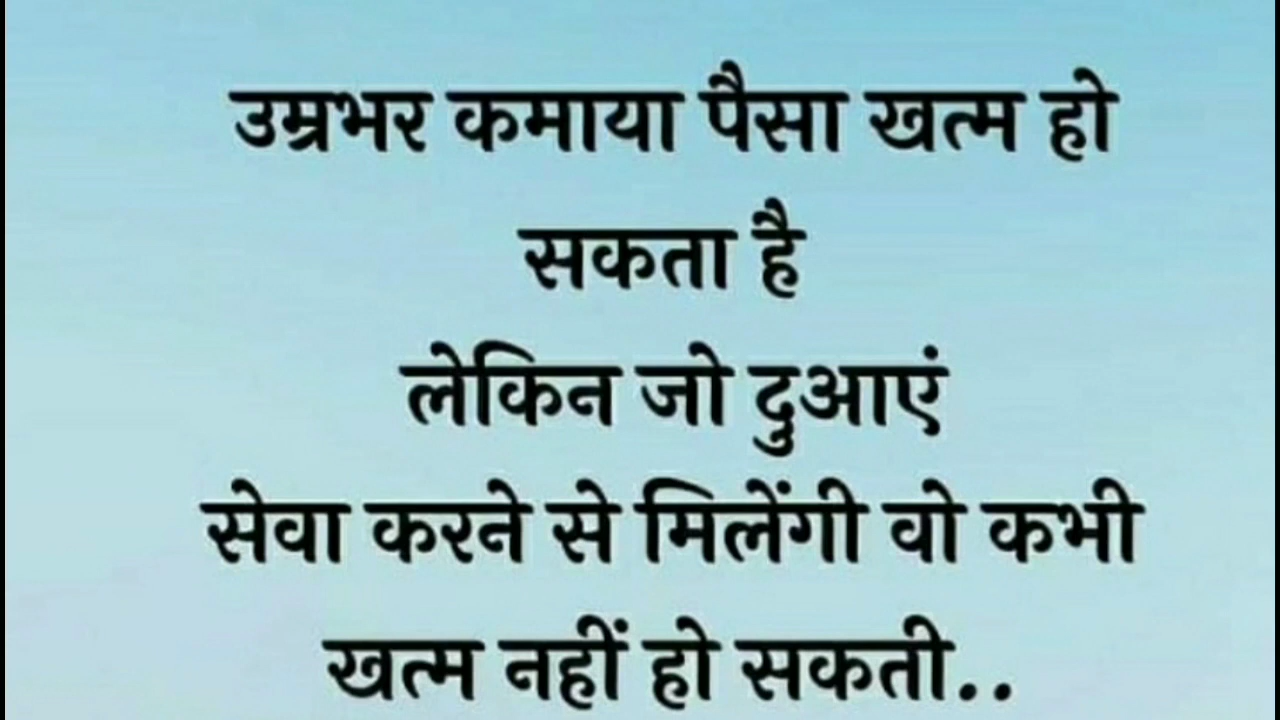 उम्रभर कमाया पैसा खत्म हो
सकता है
लेकिन जो दुआएं
सेवा करने से मिलेंगी वो कभी
खत्म नहीं हो सकती..